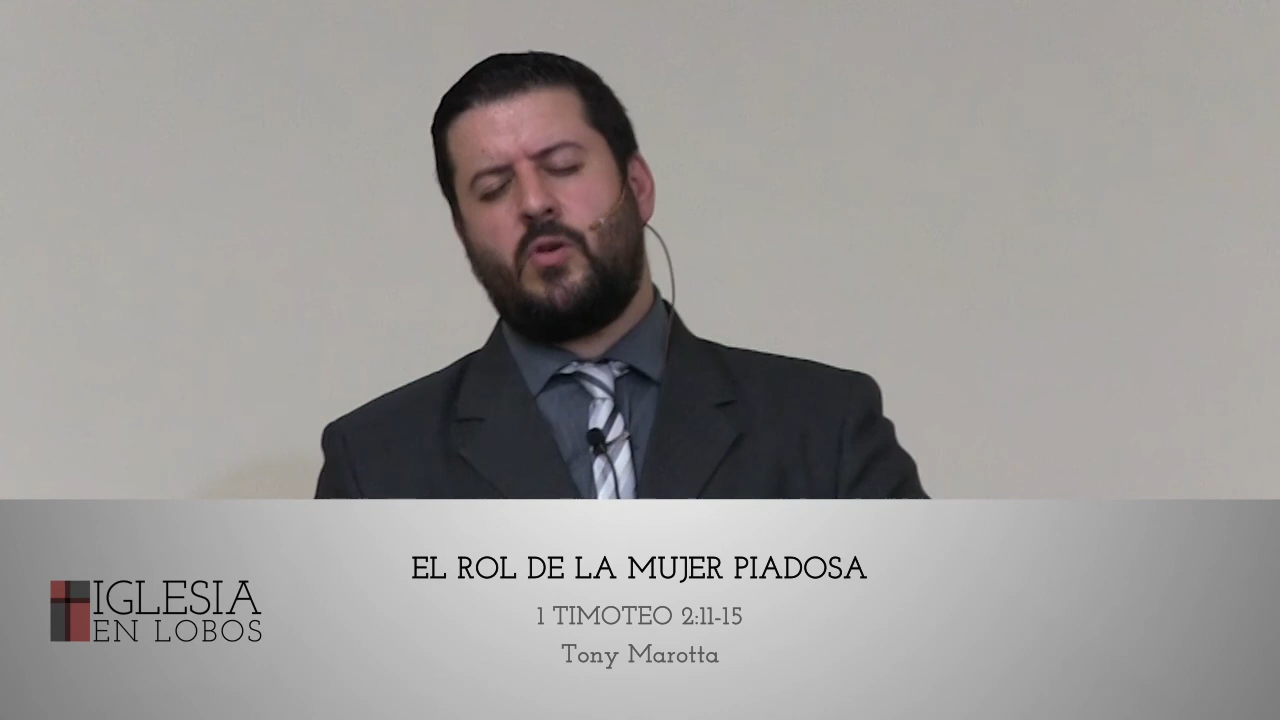 EL ROL DE LA MUJER PIADOSA
1 TIMOTEO 2:11-15
Tony Marotta
IGLESIA
EN LOBOS